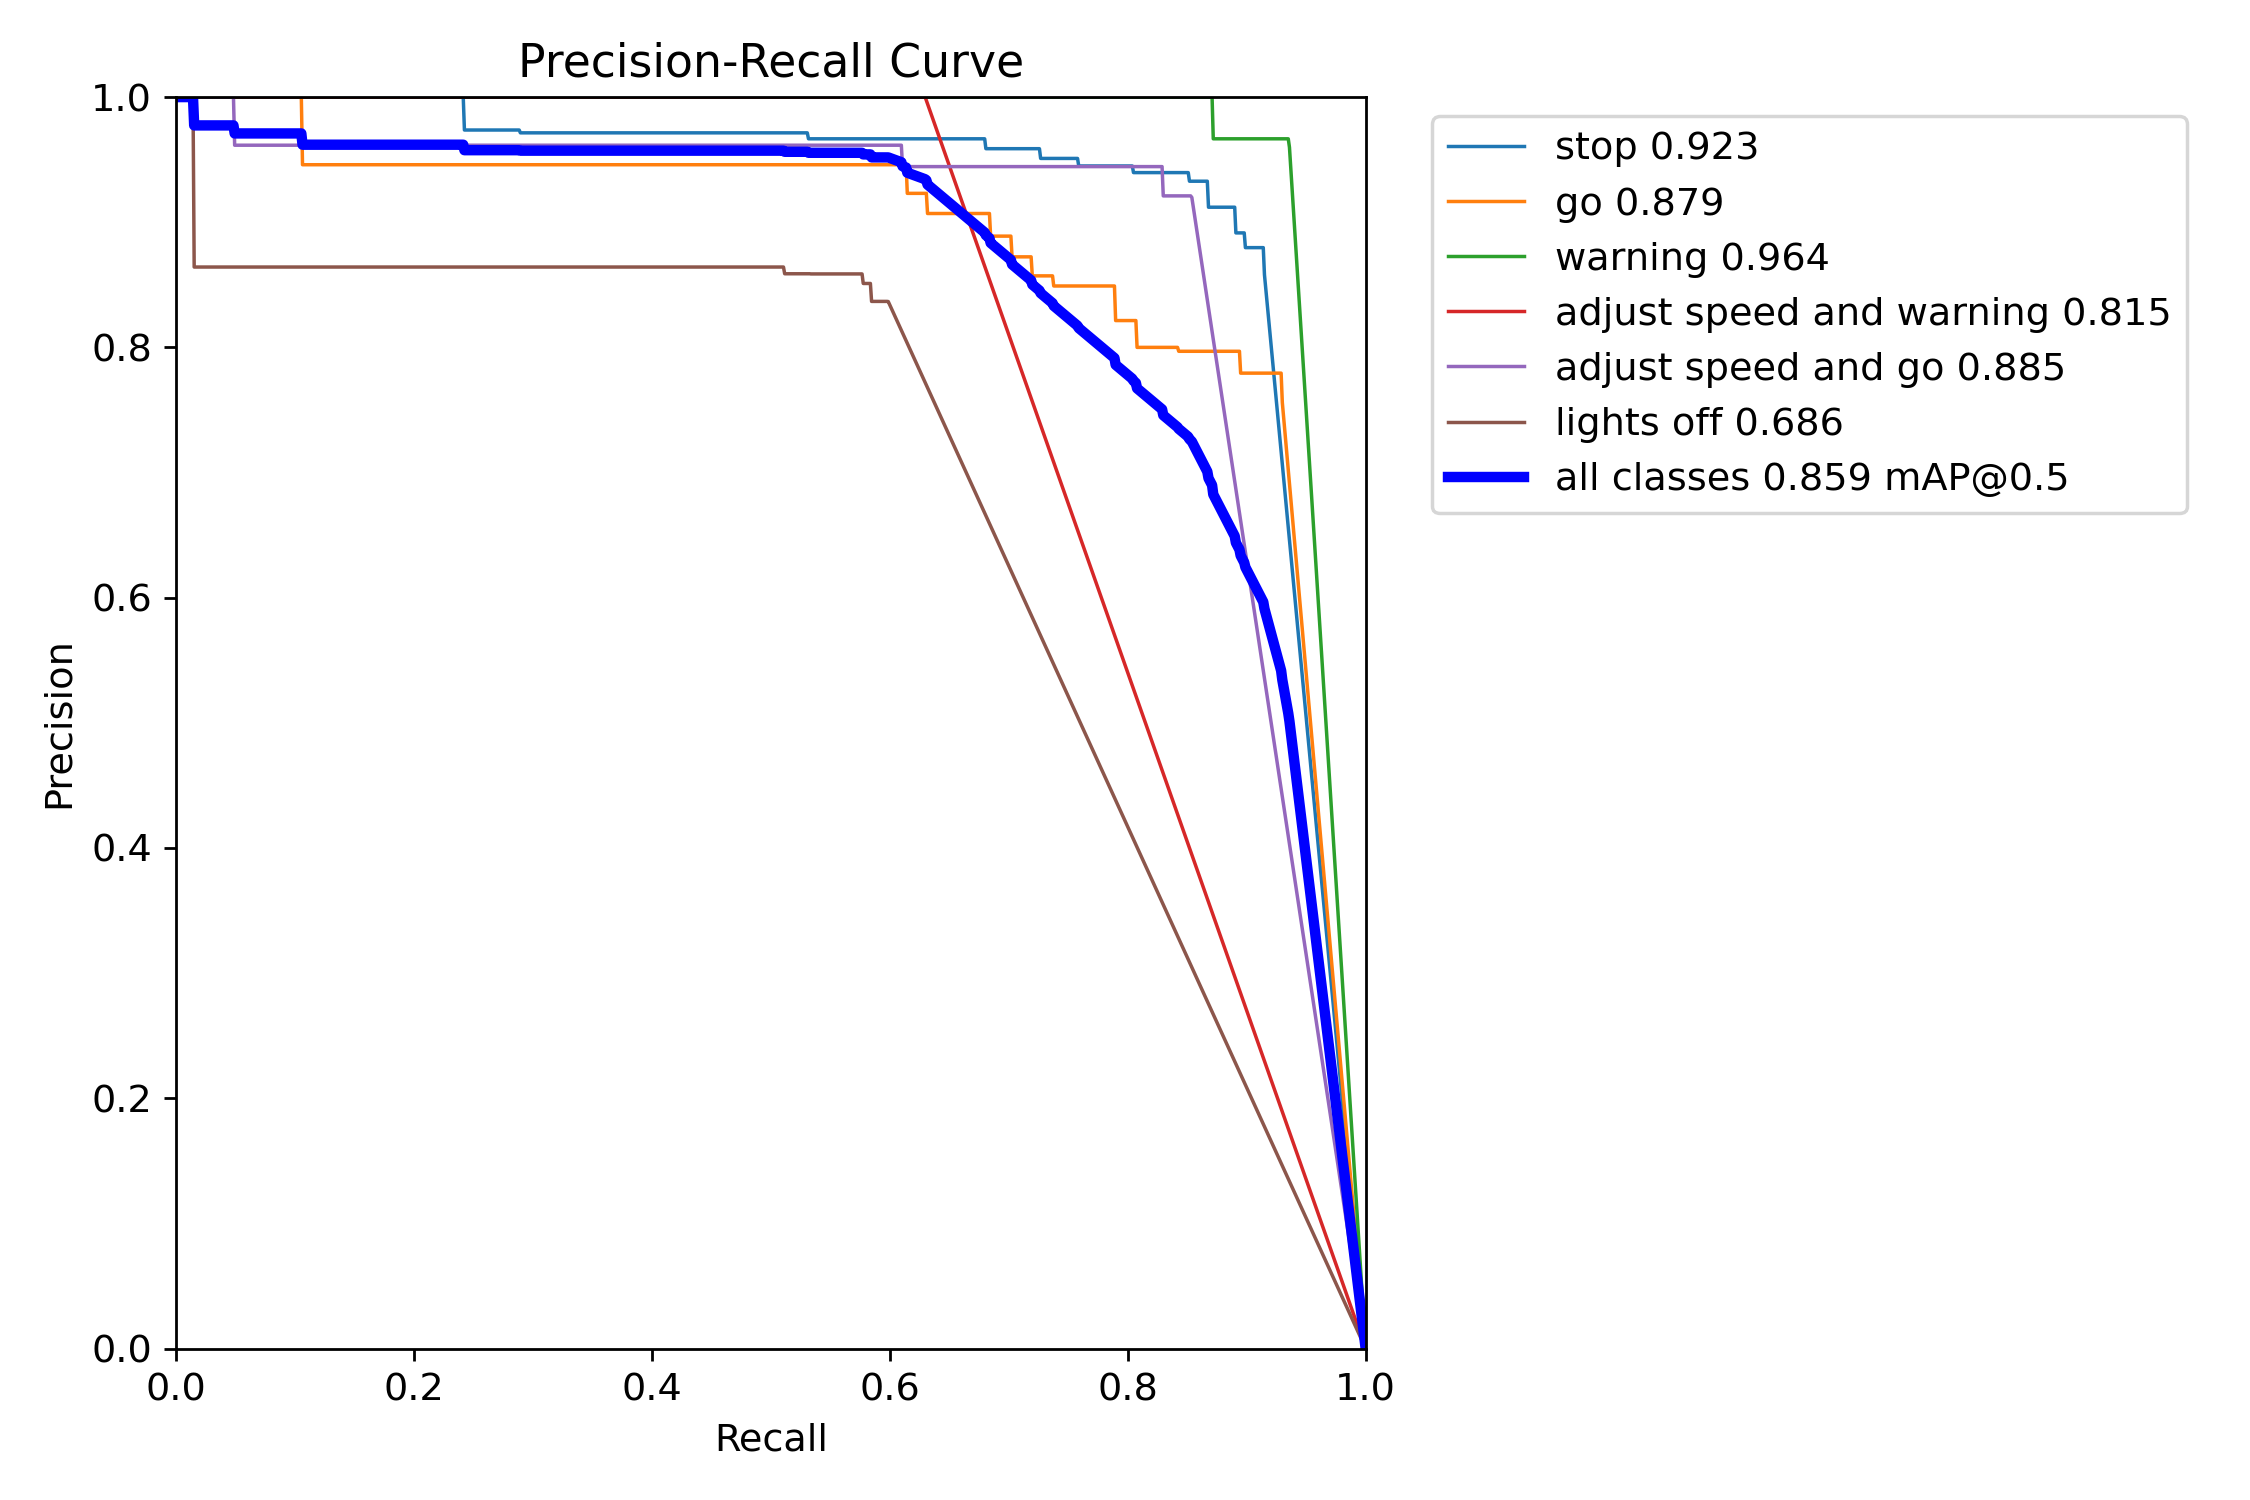 Precision-Recall Curve
1.0
0.8
0.6
0.4
0.2
0.0
Precision
0.0 0.2 0.4 0.6 0.8 1.0
Recall
stop 0.923
go 0.879
warning 0.964
adjust speed and warning 0.815
adjust speed and go 0.885
lights off 0.686
all classes 0.859 mAP@0.5